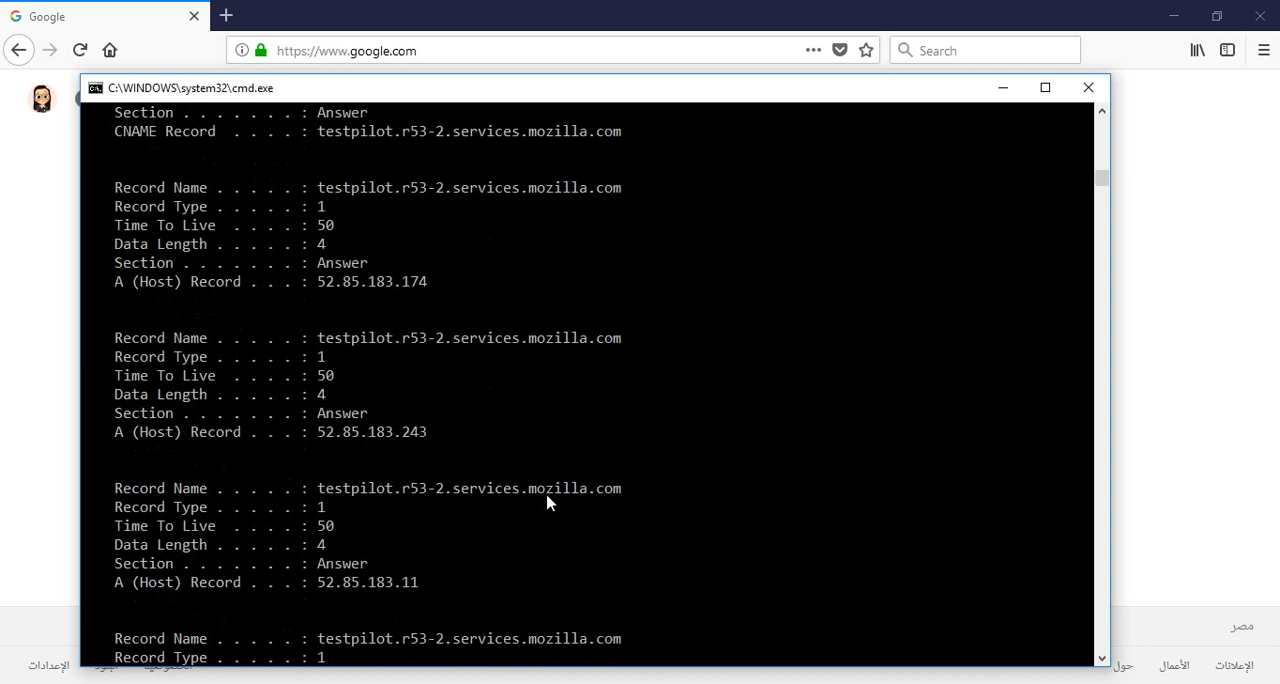 Google
https://www.google.com
Search
C:\WINDOWS\system32\cmd.exe
Section . . . . . . . : Answer
CNAME Record  . . . . : testpilot.r53-2.services.mozilla.com
Record Name . . . . . : testpilot.r53-2.services.mozilla.com
Record Type . . . . . : 1
Time To Live  . . . . : 50
Data Length . . . . . : 4
Section . . . . . . . : Answer
A (Host) Record . . . : 52.85.183.174
Record Name . . . . . : testpilot.r53-2.services.mozilla.com
Record Type . . . . . : 1
Time To Live  . . . . : 50
Data Length . . . . . : 4
Section . . . . . . . : Answer
A (Host) Record . . . : 52.85.183.243
Record Name . . . . . : testpilot.r53-2.services.mozilla.com
Record Type . . . . . : 1
Time To Live  . . . . : 50
Data Length . . . . . : 4
Section . . . . . . . : Answer
A (Host) Record . . . : 52.85.183.11
Record Name . . . . . : testpilot.r53-2.services.mozilla.com
Record Type . . . . . : 1
مصر
الإعلانات الأعمال حول الإعدادات